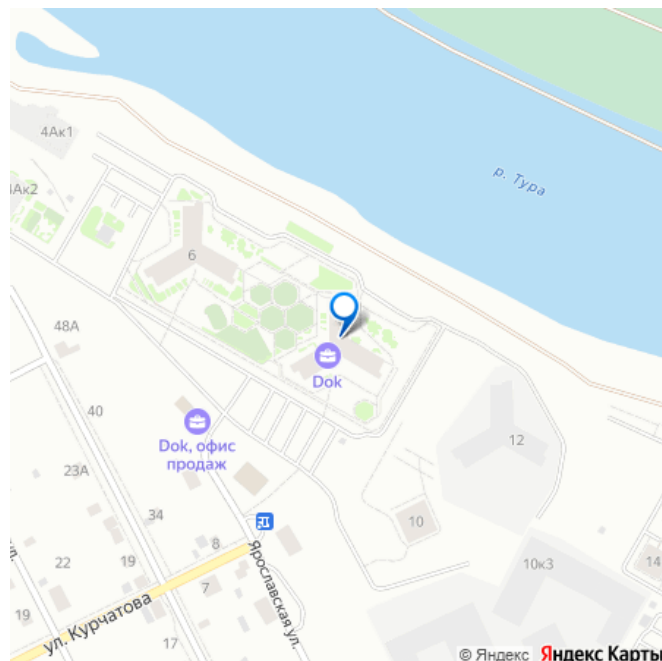 4Ак1
р. Тура
4Ак2
6
48А
Dok
40
Dok, офис
продаж
12
23А
34
10
22
19
8
14
10к3
7
19
17
ул. Курчатова
Ярославская ул.
© Яндекс Яндекс Карты